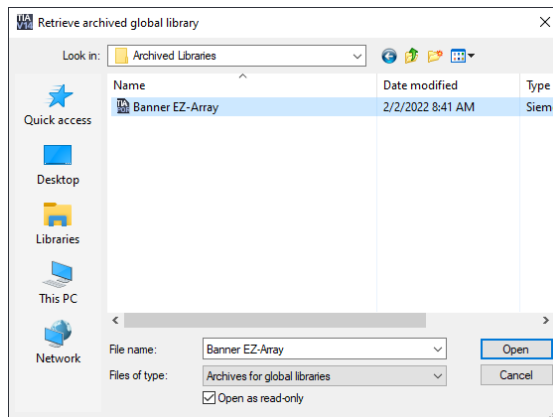 Retrieve archived global library
Look in: Archived Libraries
Name Date modified Type
Banner EZ-Array 2/2/2022 8:41 AM Siem
Quick access
Desktop
Libraries
This PC
Network
File name: Banner EZ-Array Open
Files of type: Archives for global libraries Cancel
Open as read-only